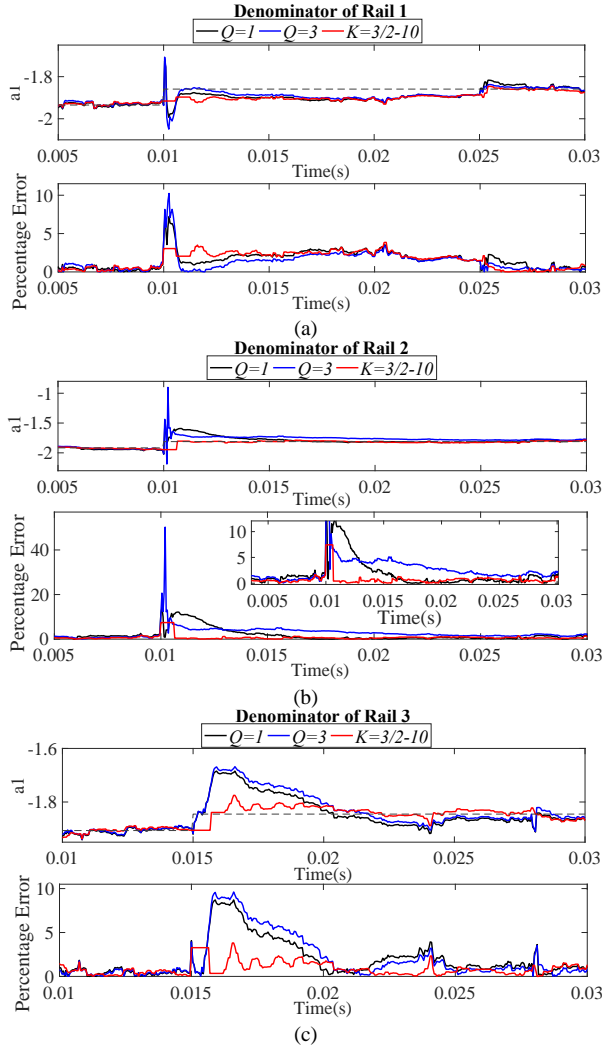 Denominator of Rail 1
Q=1 Q=3 K=3/2-10
a1
-1.8
-2
0.005 0.01 0.015 0.02 0.025 0.03
Time(s)
Percentage Error
10
5
0
0.005 0.01 0.015 0.02 0.025 0.03
Time(s)
(a)
Denominator of Rail 2
Q=1 Q=3 K=3/2-10
a1
-1
-1.5
-2
0.005 0.01 0.015 0.02 0.025 0.03
Time(s)
Percentage Error
40
20
0
10
5
0
0.005 0.01 0.015 0.02 0.025 0.03
0.005 0.01 0.015 0.02 0.025 0.03
Time(s)
(b)
Denominator of Rail 3
Q=1 Q=3 K=3/2-10
a1
-1.6
-1.8
0.01 0.015 0.02 0.025 0.03
Time(s)
Percentage Error
10
5
0
0.01 0.015 0.02 0.025 0.03
Time(s)
(c)